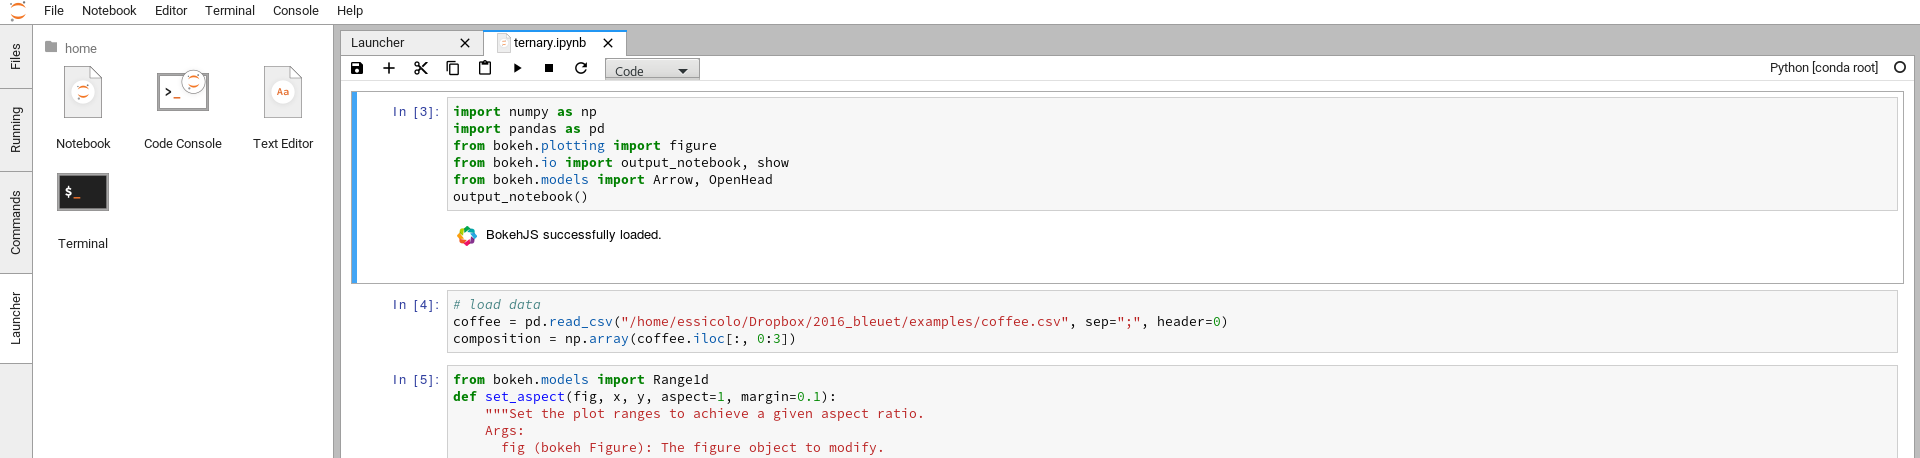 File Notebook Editor Terminal Console Help
Files
Running
Commands
Launcher
home
Notebook
>_ Code Console
Aa Text Editor
$_ Terminal
Launcher
ternary.ipynb
Code
Python [conda root]
In [3]:
import numpy as np
import pandas as pd
from bokeh.plotting import figure
from bokeh.io import output_notebook, show
from bokeh.models import Arrow, OpenHead
output_notebook()
BokehJS successfully loaded.
In [4]:
# load data
coffee = pd.read_csv("/home/essicolo/Dropbox/2016_bleuet/examples/coffee.csv", sep=";", header=0)
composition = np.array(coffee.iloc[:, 0:3])
In [5]:
from bokeh.models import Range1d
def set_aspect(fig, x, y, aspect=1, margin=0.1):
    """Set the plot ranges to achieve a given aspect ratio.
    Args:
      fig (bokeh Figure): The figure object to modify.